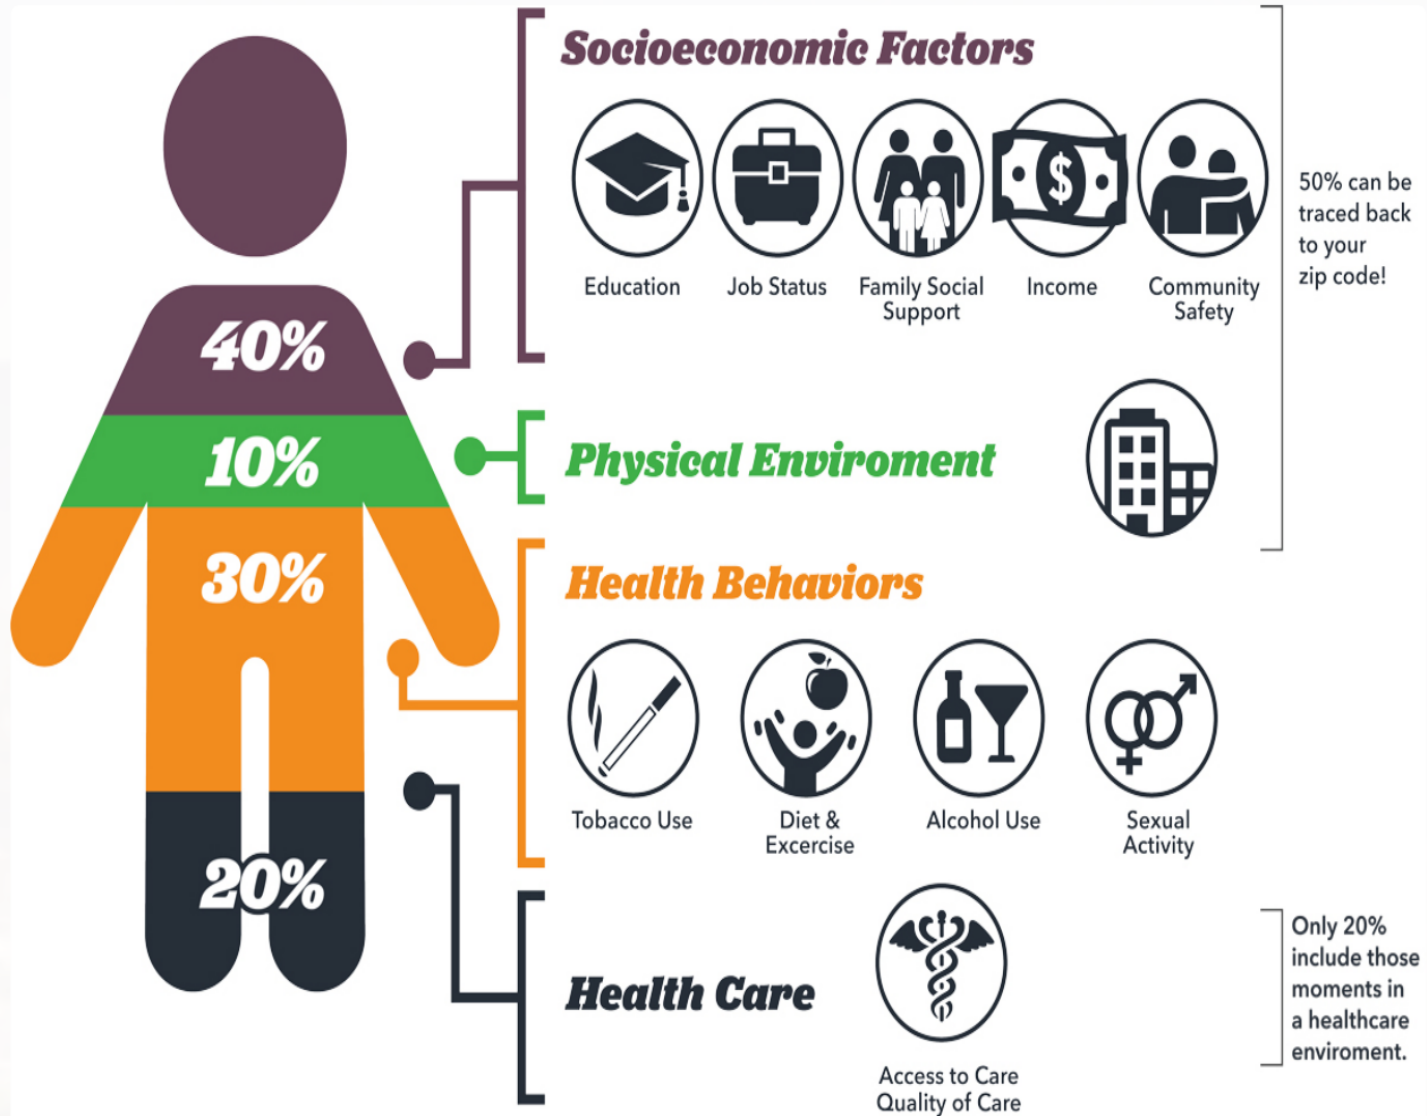 Socioeconomic Factors
Education
Job Status
Family Social
Support
Income
Community
Safety
50% can be
traced back
to your
zip code!
40%
10%
Physical Enviroment
30%
Health Behaviors
Tobacco Use
Diet &
Excercise
Alcohol Use
Sexual
Activity
20%
Health Care
Access to Care
Quality of Care
Only 20%
include those
moments in
a healthcare
enviroment.